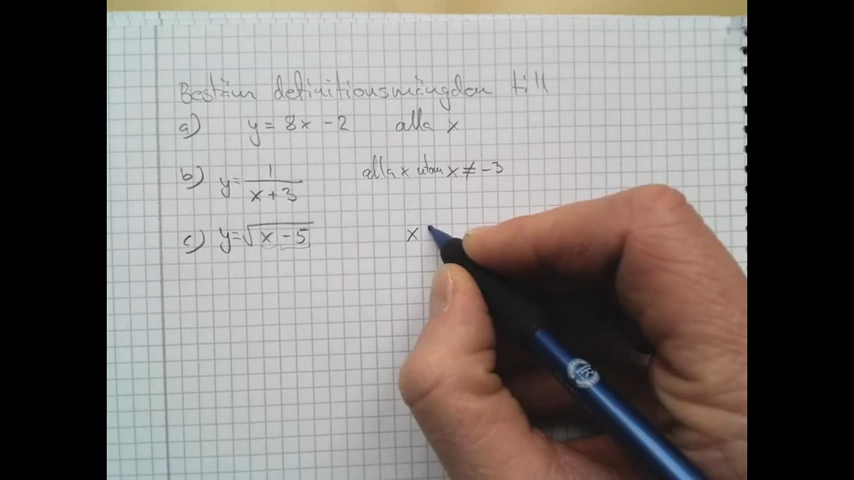 Bestäm definitionsmängden till
a) y = 8x - 2 alla x
b) y = 1/(x + 3) alla x utom x ≠ -3
c) y = √(x - 5) x